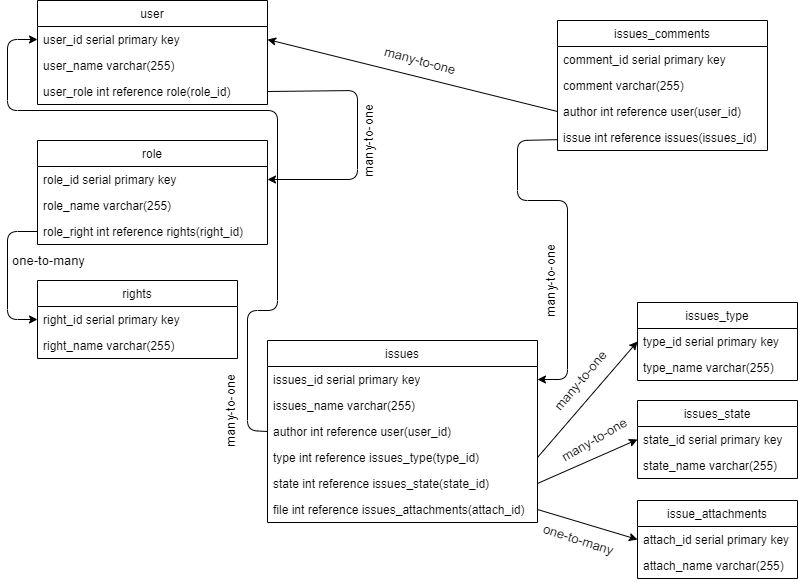 user
user_id serial primary key
user_name varchar(255)
user_role int reference role(role_id)
many-to-one
issues_comments
comment_id serial primary key
comment varchar(255)
author int reference user(user_id)
issue int reference issues(issues_id)
many-to-one
role
role_id serial primary key
role_name varchar(255)
role_right int reference rights(right_id)
one-to-many
rights
right_id serial primary key
right_name varchar(255)
many-to-one
many-to-one
issues
issues_id serial primary key
issues_name varchar(255)
author int reference user(user_id)
type int reference issues_type(type_id)
state int reference issues_state(state_id)
file int reference issues_attachments(attach_id)
many-to-one
many-to-one
one-to-many
issues_type
type_id serial primary key
type_name varchar(255)
issues_state
state_id serial primary key
state_name varchar(255)
issue_attachments
attach_id serial primary key
attach_name varchar(255)